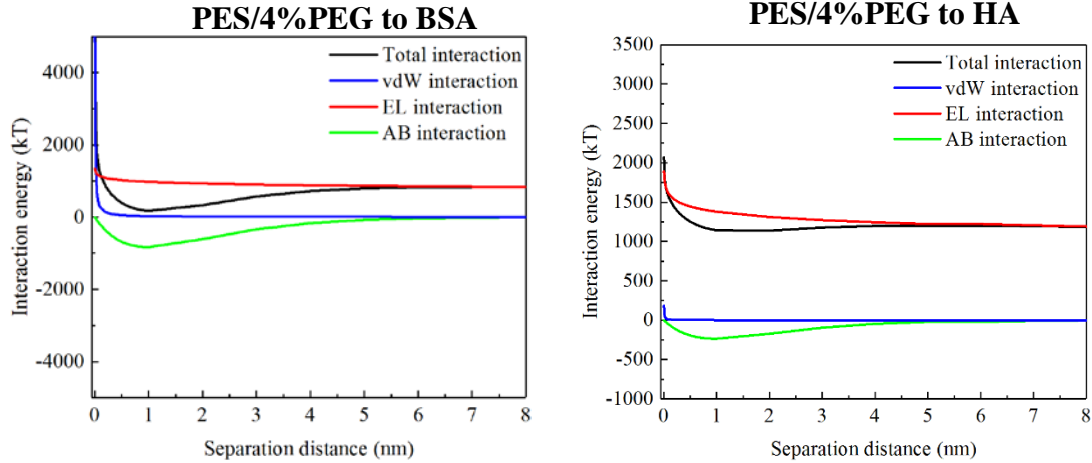 PES/4%PEG to BSA
Total interaction
vdW interaction
EL interaction
AB interaction
4000
2000
0
-2000
-4000
Interaction energy (kT)
0 1 2 3 4 5 6 7 8
Separation distance (nm)
PES/4%PEG to HA
Total interaction
vdW interaction
EL interaction
AB interaction
3500
3000
2500
2000
1500
1000
500
0
-500
-1000
Interaction energy (kT)
0 1 2 3 4 5 6 7 8
Separation distance (nm)